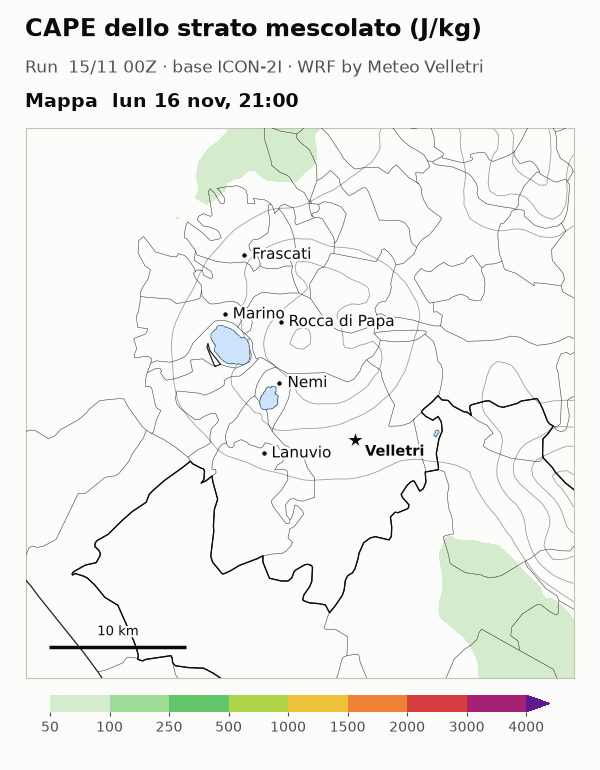 CAPE dello strato mescolato (J/kg)
Run  15/11 00Z · base ICON-2I · WRF by Meteo Velletri
Mappa  lun 16 nov, 21:00
Frascati
Marino
Rocca di Papa
Nemi
Velletri
Lanuvio
10 km
50 100 250 500 1000 1500 2000 3000 4000